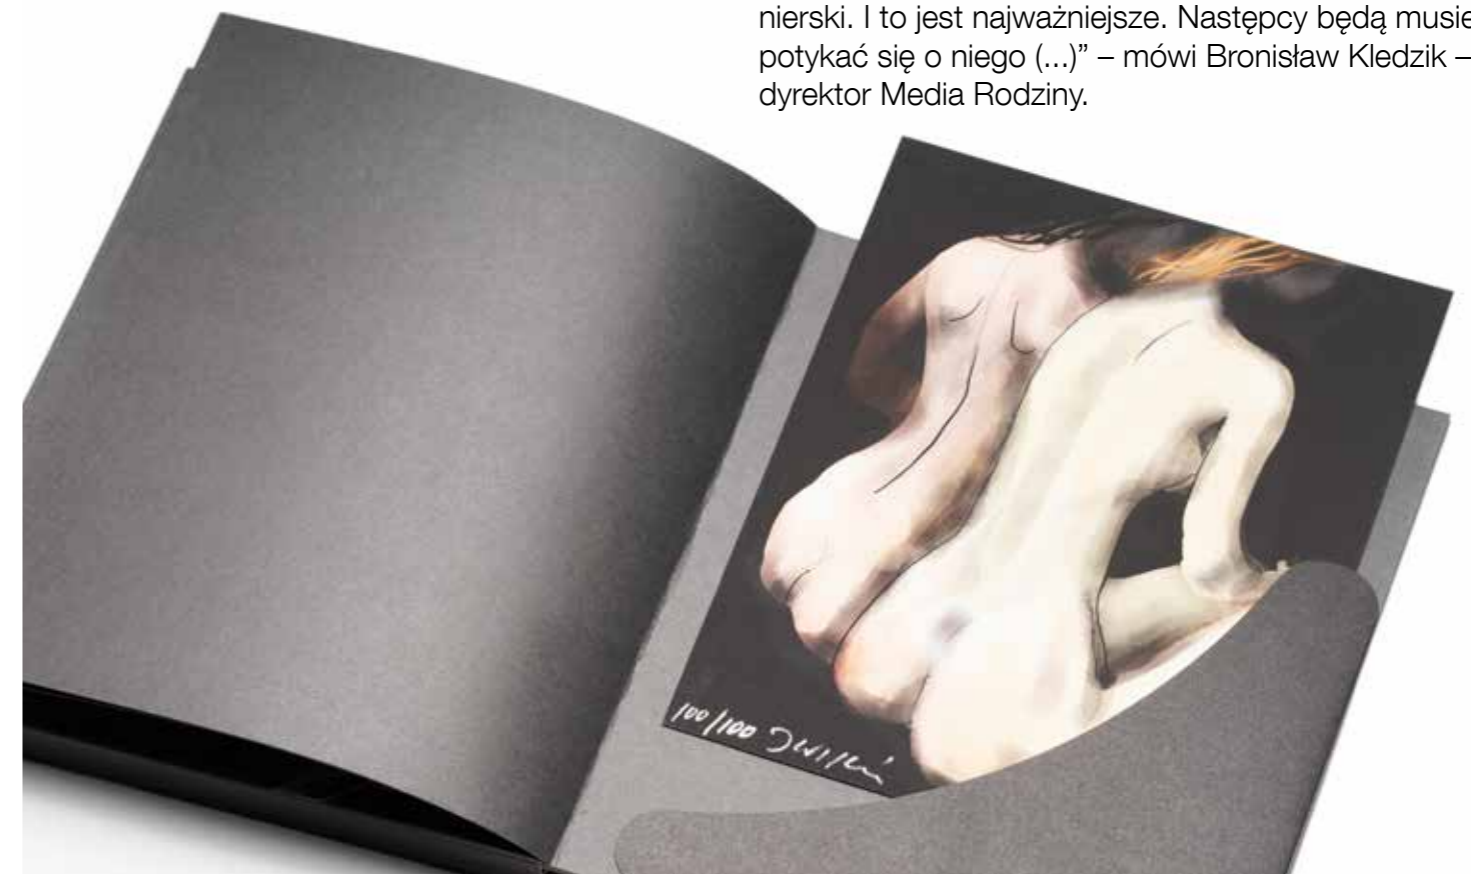 nierski. I to jest najważniejsze. Następcy będą musie
potykać się o niego (...)” – mówi Bronisław Kledzik –
dyrektor Media Rodziny.
100/100